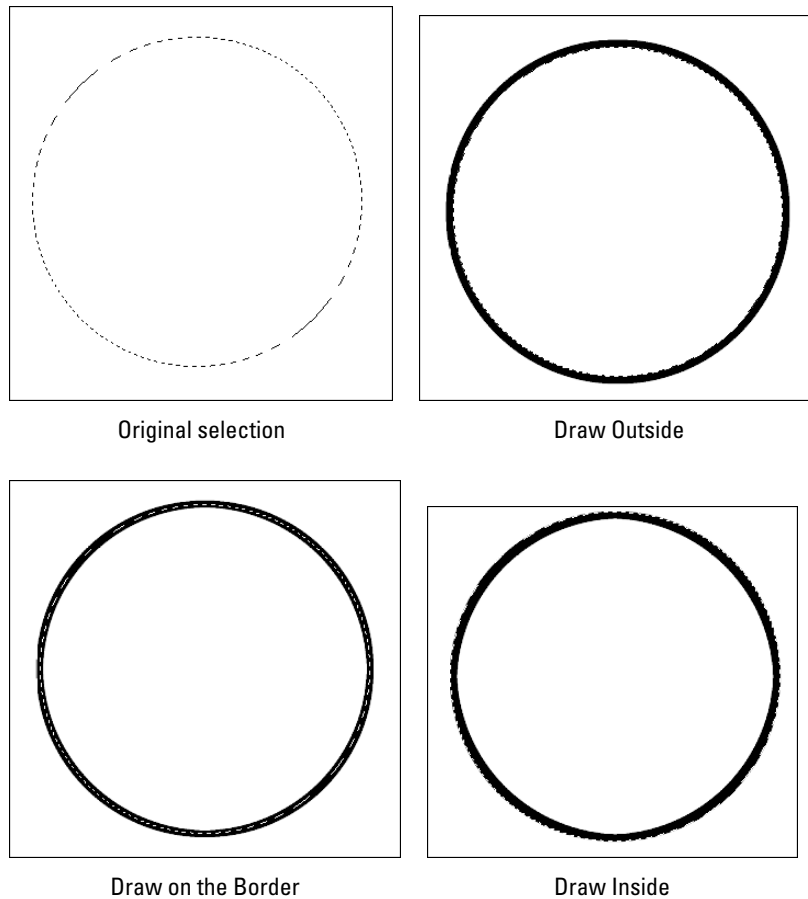 Original selection
Draw Outside
Draw on the Border
Draw Inside